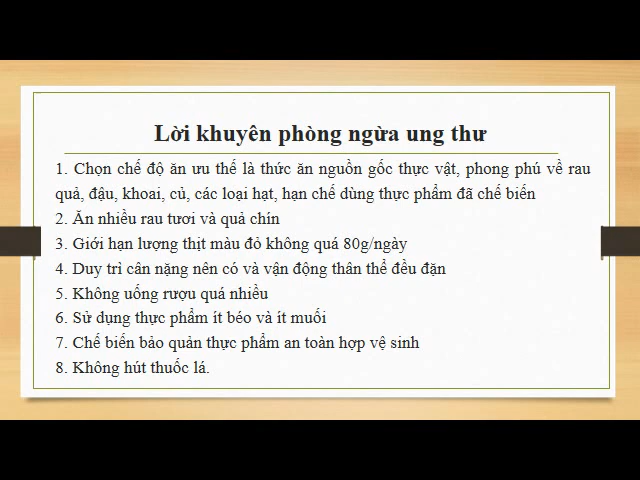 Lời khuyên phòng ngừa ung thư
1. Chọn chế độ ăn ưu thế là thức ăn nguồn gốc thực vật, phong phú về rau
quả, đậu, khoai, củ, các loại hạt, hạn chế dùng thực phẩm đã chế biến
2. Ăn nhiều rau tươi và quả chín
3. Giới hạn lượng thịt màu đỏ không quá 80g/ngày
4. Duy trì cân nặng nên có và vận động thân thể đều đặn
5. Không uống rượu quá nhiều
6. Sử dụng thực phẩm ít béo và ít muối
7. Chế biến bảo quản thực phẩm an toàn hợp vệ sinh
8. Không hút thuốc lá.